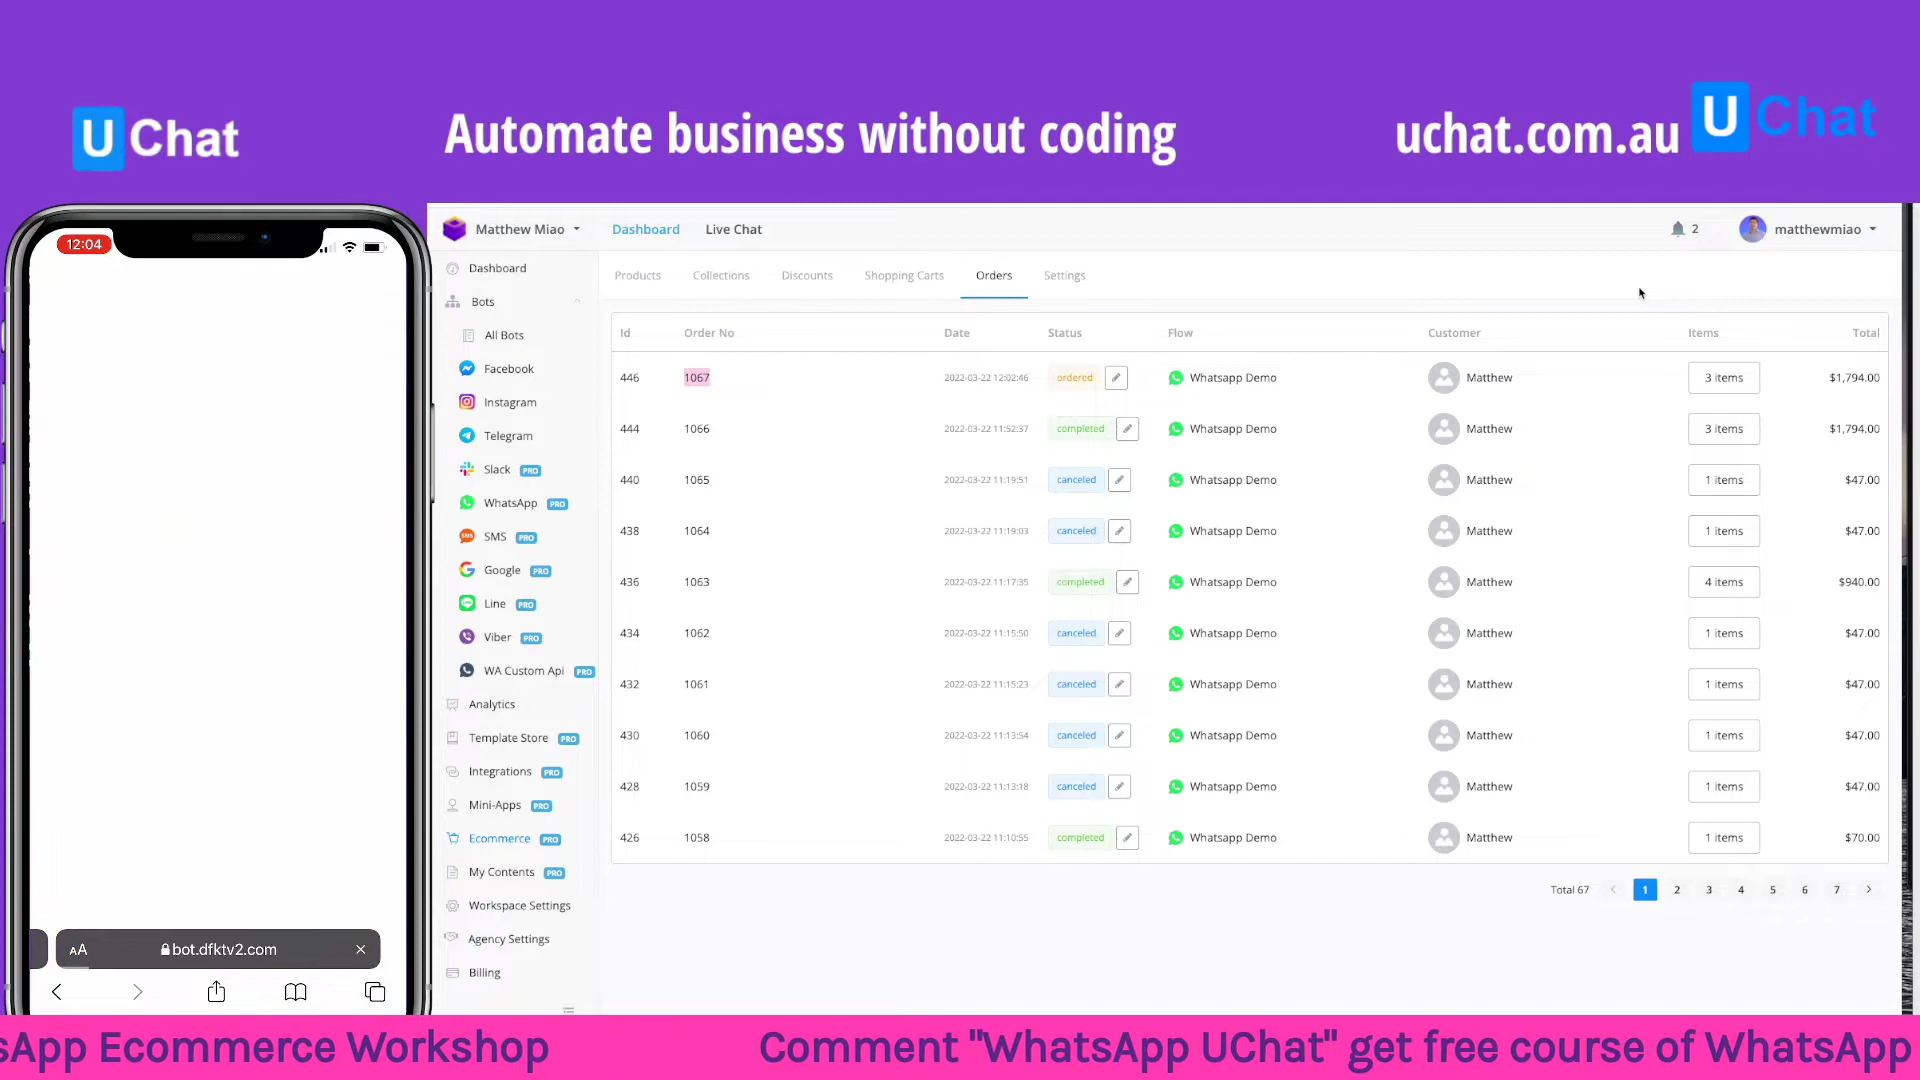 U Chat
Automate business without coding
uchat.com.au
U Chat
12:04
AA bot.dfktv2.com
Matthew Miao
Dashboard
Live Chat
2
matthewmiao
Dashboard
Bots
All Bots
Facebook
Instagram
Telegram
Slack PRO
WhatsApp PRO
SMS PRO
Google PRO
Line PRO
Viber PRO
WA Custom Api PRO
Analytics
Template Store PRO
Integrations PRO
Mini-Apps PRO
Ecommerce PRO
My Contents PRO
Workspace Settings
Agency Settings
Billing
Products Collections Discounts Shopping Carts Orders Settings
Id Order No Date Status Flow Customer Items Total
446 1067 2022-03-22 12:02:46 ordered Whatsapp Demo Matthew 3 items $1,794.00
444 1066 2022-03-22 11:52:37 completed Whatsapp Demo Matthew 3 items $1,794.00
440 1065 2022-03-22 11:19:51 canceled Whatsapp Demo Matthew 1 items $47.00
438 1064 2022-03-22 11:19:03 canceled Whatsapp Demo Matthew 1 items $47.00
436 1063 2022-03-22 11:17:35 completed Whatsapp Demo Matthew 4 items $940.00
434 1062 2022-03-22 11:15:50 canceled Whatsapp Demo Matthew 1 items $47.00
432 1061 2022-03-22 11:15:23 canceled Whatsapp Demo Matthew 1 items $47.00
430 1060 2022-03-22 11:13:54 canceled Whatsapp Demo Matthew 1 items $47.00
428 1059 2022-03-22 11:13:18 canceled Whatsapp Demo Matthew 1 items $47.00
426 1058 2022-03-22 11:10:55 completed Whatsapp Demo Matthew 1 items $70.00
Total 67 1 2 3 4 5 6 7
sApp Ecommerce Workshop Comment "WhatsApp UChat" get free course of WhatsApp